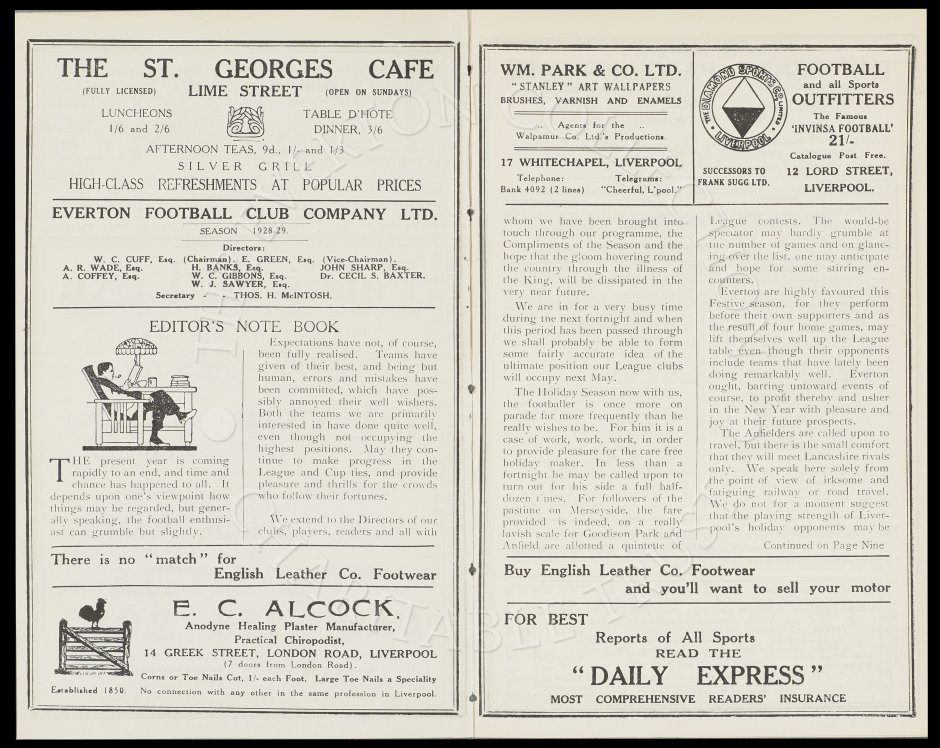 THE ST. GEORGES CAFE
(FULLY LICENSED) LIME STREET (OPEN ON SUNDAYS)
LUNCHEONS
1/6 and 2/6
TABLE D'HÔTE
DINNER, 3/6
AFTERNOON TEAS, 9d., 1/- and 1/3
SILVER GRILL
HIGH-CLASS REFRESHMENTS AT POPULAR PRICES
EVERTON FOOTBALL CLUB COMPANY LTD.
SEASON 1928-29.
Directors:
W. C. CUFF, Esq. (Chairman). E. GREEN, Esq. (Vice-Chairman).
A. R. WADE, Esq. H. BANKS, Esq. JOHN SHARP, Esq.
A. COFFEY, Esq. W. C. GIBBONS, Esq. Dr. CECIL S. BAXTER.
W. J. SAWYER, Esq.
Secretary - - THOS. H. McINTOSH.
EDITOR'S NOTE BOOK
THE present year is coming
rapidly to an end, and time and
chance has happened to all. It
depends upon one's viewpoint how
things may be regarded, but gener-
ally speaking, the football enthusi-
ast can grumble but slightly.
Expectations have not, of course,
been fully realised. Teams have
given of their best, and being but
human, errors and mistakes have
been committed, which have pos-
sibly annoyed their well wishers.
Both the teams we are primarily
interested in have done quite well,
even though not occupying the
highest positions. May they con-
tinue to make progress in the
League and Cup ties, and provide
pleasure and thrills for the crowds
who follow their fortunes.
We extend to the Directors of our
clubs, players, readers and all with
There is no "match" for
English Leather Co. Footwear
E. C. ALCOCK,
Anodyne Healing Plaster Manufacturer,
Practical Chiropodist,
14 GREEK STREET, LONDON ROAD, LIVERPOOL
(7 doors from London Road).
Corns or Toe Nails Cut, 1/- each Foot. Large Toe Nails a Speciality
Established 1850. No connection with any other in the same profession in Liverpool.
WM. PARK & CO. LTD.
"STANLEY" ART WALLPAPERS
BRUSHES, VARNISH AND ENAMELS
.. Agents for the ..
Walpamur Co. Ltd.'s Productions.
17 WHITECHAPEL, LIVERPOOL
Telephone: Telegrams:
Bank 4092 (2 lines) "Cheerful, L'pool."
THE DIAMOND SPORTS CO LIMITED
LIVERPOOL
SUCCESSORS TO
FRANK SUGG LTD.
FOOTBALL
and all Sports
OUTFITTERS
The Famous
'INVINSA FOOTBALL'
21/-
Catalogue Post Free.
12 LORD STREET,
LIVERPOOL.
whom we have been brought into
touch through our programme, the
Compliments of the Season and the
hope that the gloom hovering round
the country through the illness of
the King, will be dissipated in the
very near future.
We are in for a very busy time
during the next fortnight and when
this period has been passed through
we shall probably be able to form
some fairly accurate idea of the
ultimate position our League clubs
will occupy next May.
The Holiday Season now with us,
the footballer is once more on
parade far more frequently than he
really wishes to be. For him it is a
case of work, work, work, in order
to provide pleasure for the care free
holiday maker. In less than a
fortnight he may be called upon to
turn out for his side a full half-
dozen times. For followers of the
pastime on Merseyside, the fare
provided is indeed, on a really
lavish scale for Goodison Park and
Anfield are allotted a quintette of
League contests. The would-be
spectator may hardly grumble at
the number of games and on glanc-
ing over the list, one may anticipate
and hope for some stirring en-
counters.
Everton are highly favoured this
Festive season, for they perform
before their own supporters and as
the result of four home games, may
lift themselves well up the League
table even though their opponents
include teams that have lately been
doing remarkably well. Everton
ought, barring untoward events of
course, to profit thereby and usher
in the New Year with pleasure and
joy at their future prospects.
The Anfielders are called upon to
travel, but there is the small comfort
that they will meet Lancashire rivals
only. We speak here solely from
the point of view of irksome and
fatiguing railway or road travel.
We do not for a moment suggest
that the playing strength of Liver-
pool's holiday opponents may be
Continued on Page Nine
Buy English Leather Co. Footwear
and you'll want to sell your motor
FOR BEST
Reports of All Sports
READ THE
"DAILY EXPRESS"
MOST COMPREHENSIVE READERS' INSURANCE